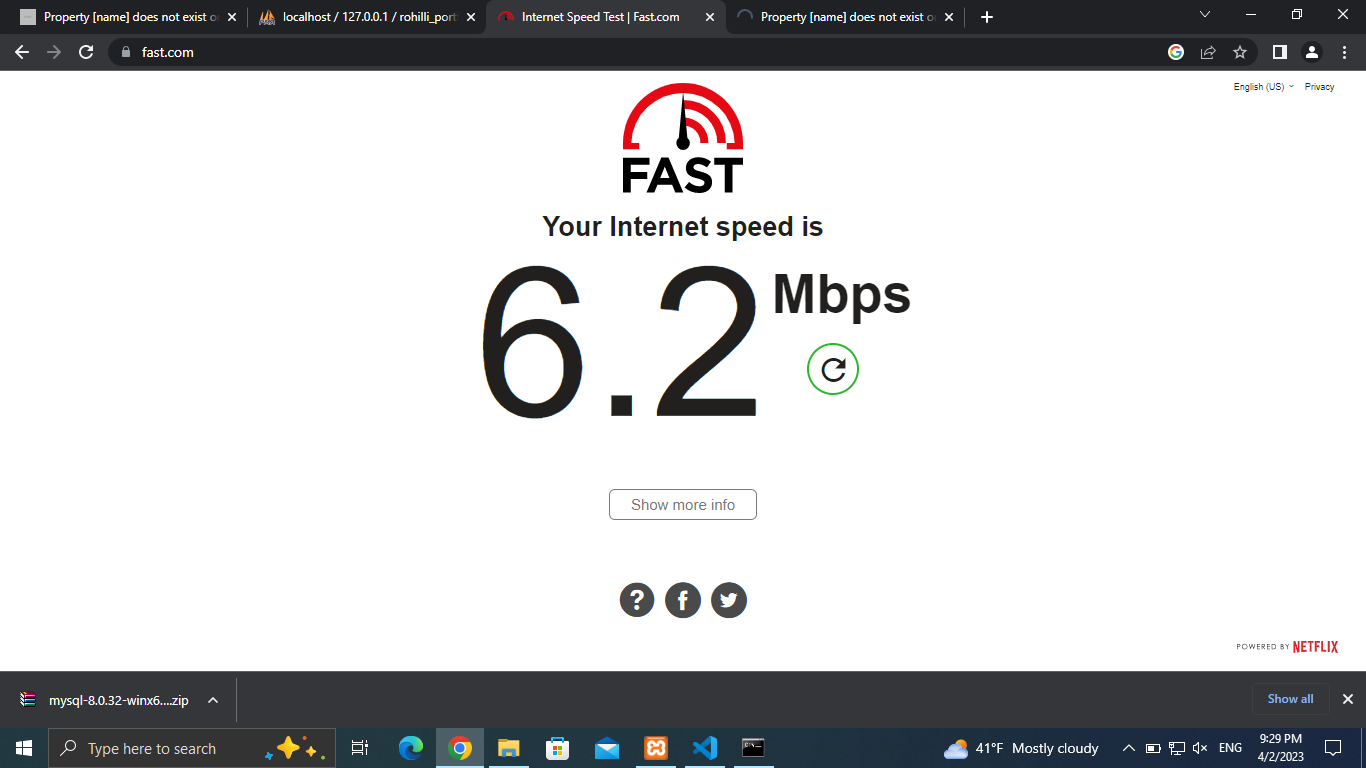 Property [name] does not exist o
localhost / 127.0.0.1 / rohilli_port
Internet Speed Test | Fast.com
Property [name] does not exist o
fast.com
English (US)
Privacy
FAST
Your Internet speed is
6.2 Mbps
Show more info
POWERED BY NETFLIX
mysql-8.0.32-winx6....zip
Show all
Type here to search
41°F Mostly cloudy
ENG
9:29 PM
4/2/2023